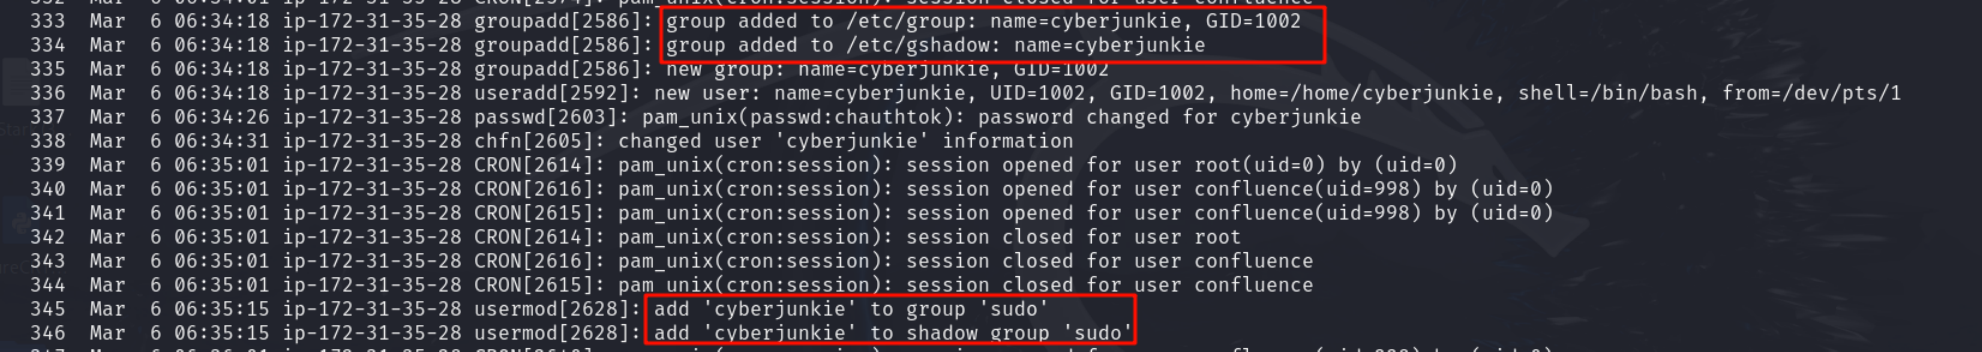 333 Mar 6 06:34:18 ip-172-31-35-28 groupadd[2586]: group added to /etc/group: name=cyberjunkie, GID=1002
334 Mar 6 06:34:18 ip-172-31-35-28 groupadd[2586]: group added to /etc/gshadow: name=cyberjunkie
335 Mar 6 06:34:18 ip-172-31-35-28 groupadd[2586]: new group: name=cyberjunkie, GID=1002
336 Mar 6 06:34:18 ip-172-31-35-28 useradd[2592]: new user: name=cyberjunkie, UID=1002, GID=1002, home=/home/cyberjunkie, shell=/bin/bash, from=/dev/pts/1
337 Mar 6 06:34:26 ip-172-31-35-28 passwd[2603]: pam_unix(passwd:chauthtok): password changed for cyberjunkie
338 Mar 6 06:34:31 ip-172-31-35-28 chfn[2605]: changed user 'cyberjunkie' information
339 Mar 6 06:35:01 ip-172-31-35-28 CRON[2614]: pam_unix(cron:session): session opened for user root(uid=0) by (uid=0)
340 Mar 6 06:35:01 ip-172-31-35-28 CRON[2616]: pam_unix(cron:session): session opened for user confluence(uid=998) by (uid=0)
341 Mar 6 06:35:01 ip-172-31-35-28 CRON[2615]: pam_unix(cron:session): session opened for user confluence(uid=998) by (uid=0)
342 Mar 6 06:35:01 ip-172-31-35-28 CRON[2614]: pam_unix(cron:session): session closed for user root
343 Mar 6 06:35:01 ip-172-31-35-28 CRON[2616]: pam_unix(cron:session): session closed for user confluence
344 Mar 6 06:35:01 ip-172-31-35-28 CRON[2615]: pam_unix(cron:session): session closed for user confluence
345 Mar 6 06:35:15 ip-172-31-35-28 usermod[2628]: add 'cyberjunkie' to group 'sudo'
346 Mar 6 06:35:15 ip-172-31-35-28 usermod[2628]: add 'cyberjunkie' to shadow group 'sudo'